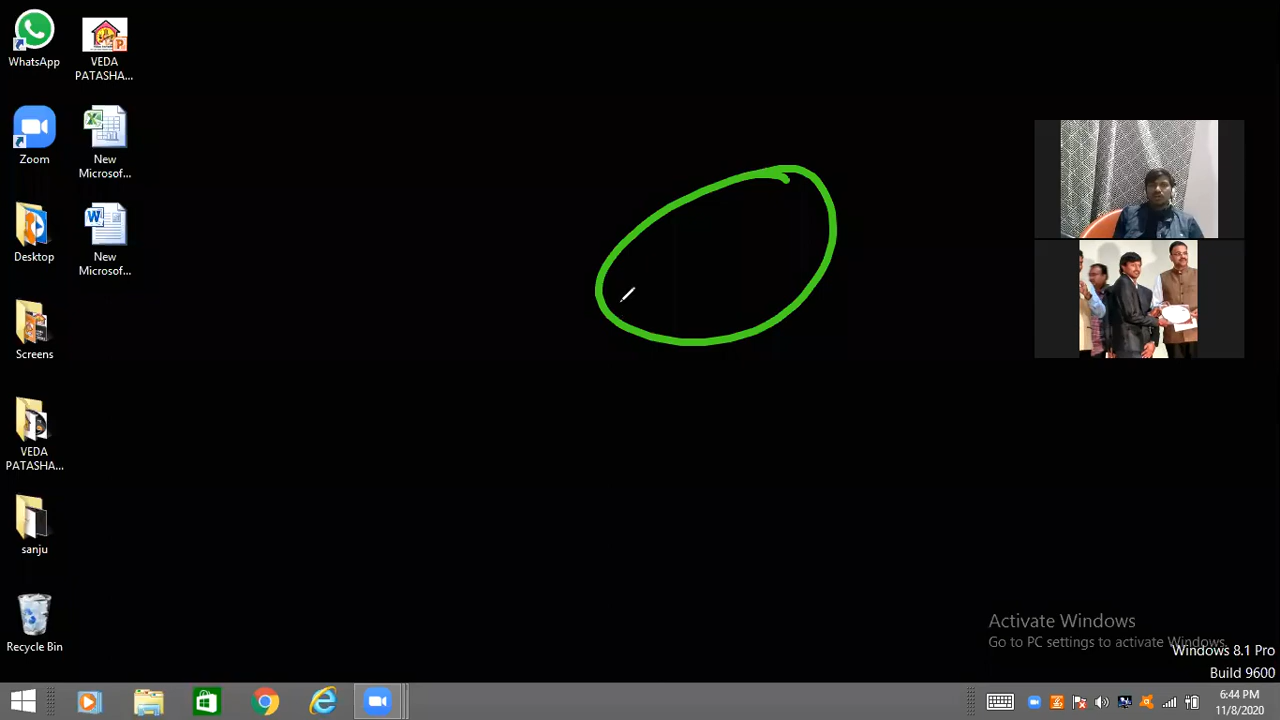 WhatsApp
VEDA
PATASHA...
Zoom
New
Microsof...
Desktop
New
Microsof...
Screens
VEDA
PATASHA...
sanju
Recycle Bin
Activate Windows
Go to PC settings to activate Windows.
Windows 8.1 Pro
Build 9600
6:44 PM
11/8/2020